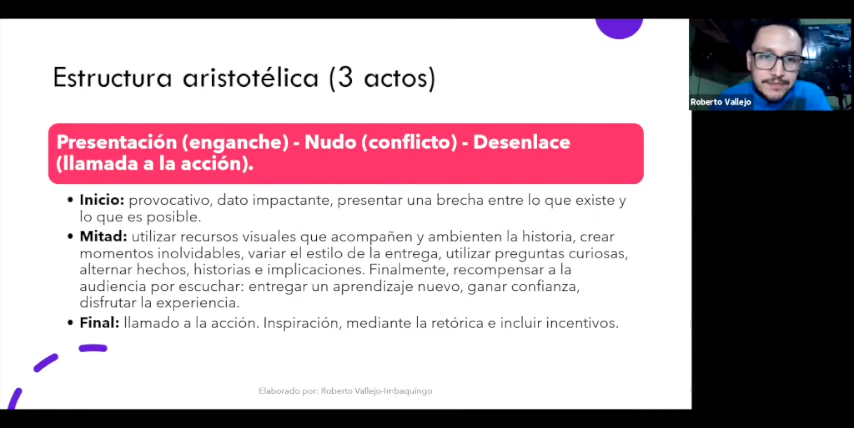 Estructura aristotélica (3 actos)
Presentación (enganche) - Nudo (conflicto) - Desenlace
(llamada a la acción).
• Inicio: provocativo, dato impactante, presentar una brecha entre lo que existe y
lo que es posible.
• Mitad: utilizar recursos visuales que acompañen y ambienten la historia, crear
momentos inolvidables, variar el estilo de la entrega, utilizar preguntas curiosas,
alternar hechos, historias e implicaciones. Finalmente, recompensar a la
audiencia por escuchar: entregar un aprendizaje nuevo, ganar confianza,
disfrutar la experiencia.
• Final: llamado a la acción. Inspiración, mediante la retórica e incluir incentivos.
Elaborado por: Roberto Vallejo-Imbaquingo
Roberto Vallejo